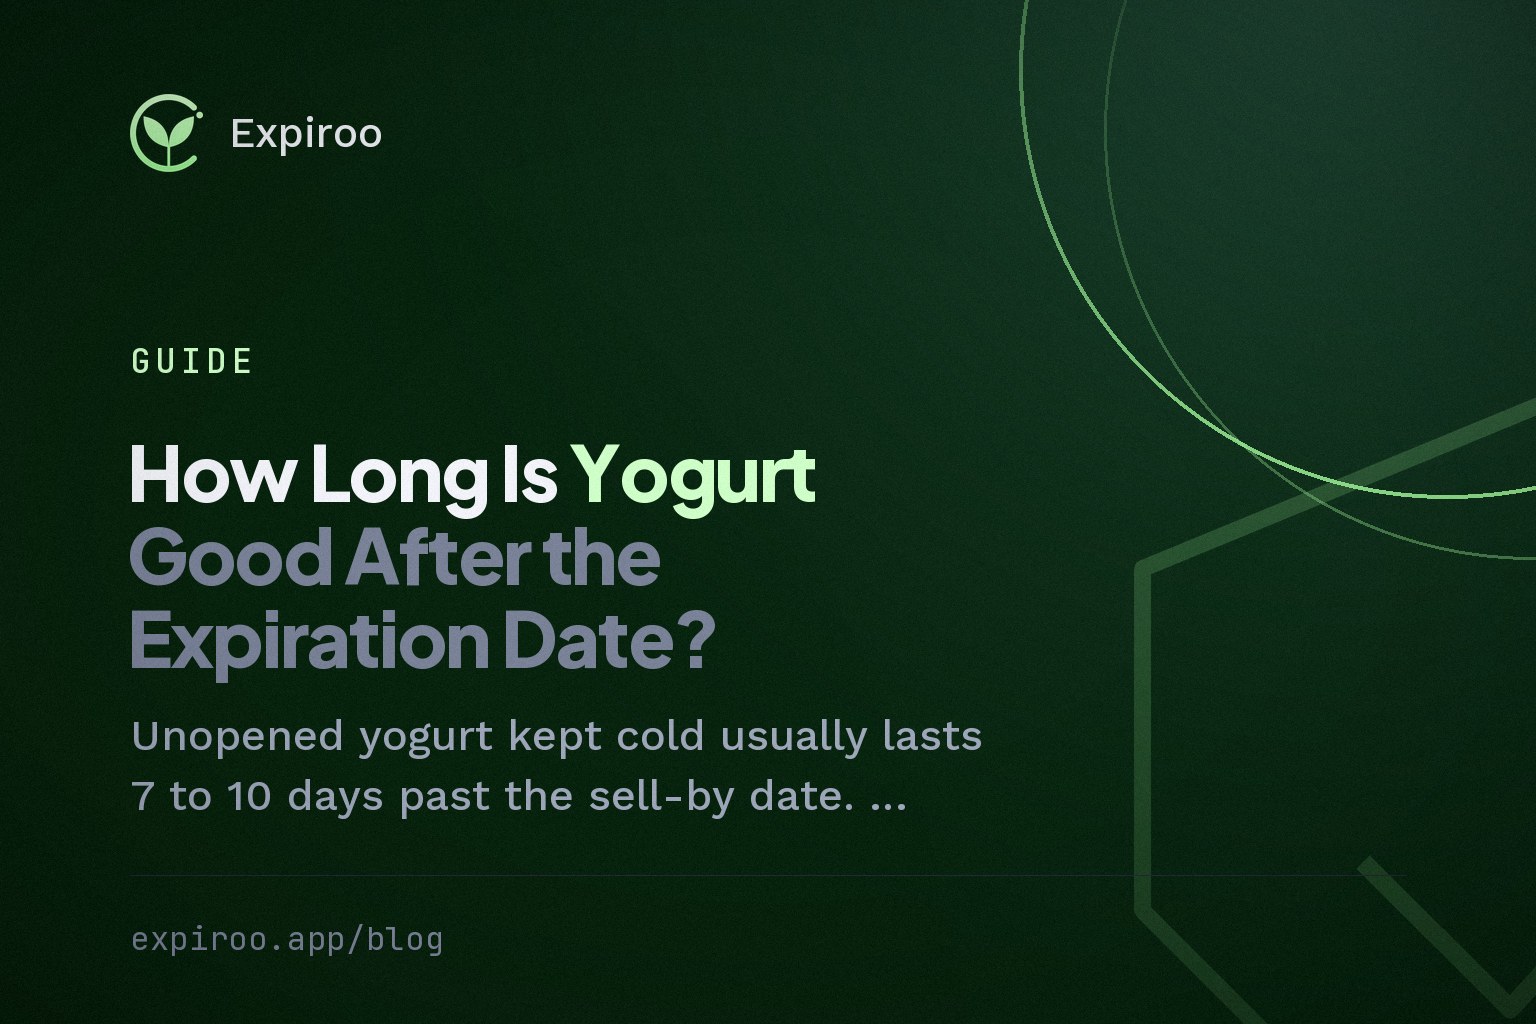 Expiroo
GUIDE
How Long Is Yogurt
Good After the
Expiration Date?
Unopened yogurt kept cold usually lasts
7 to 10 days past the sell-by date. ...
expiroo.app/blog